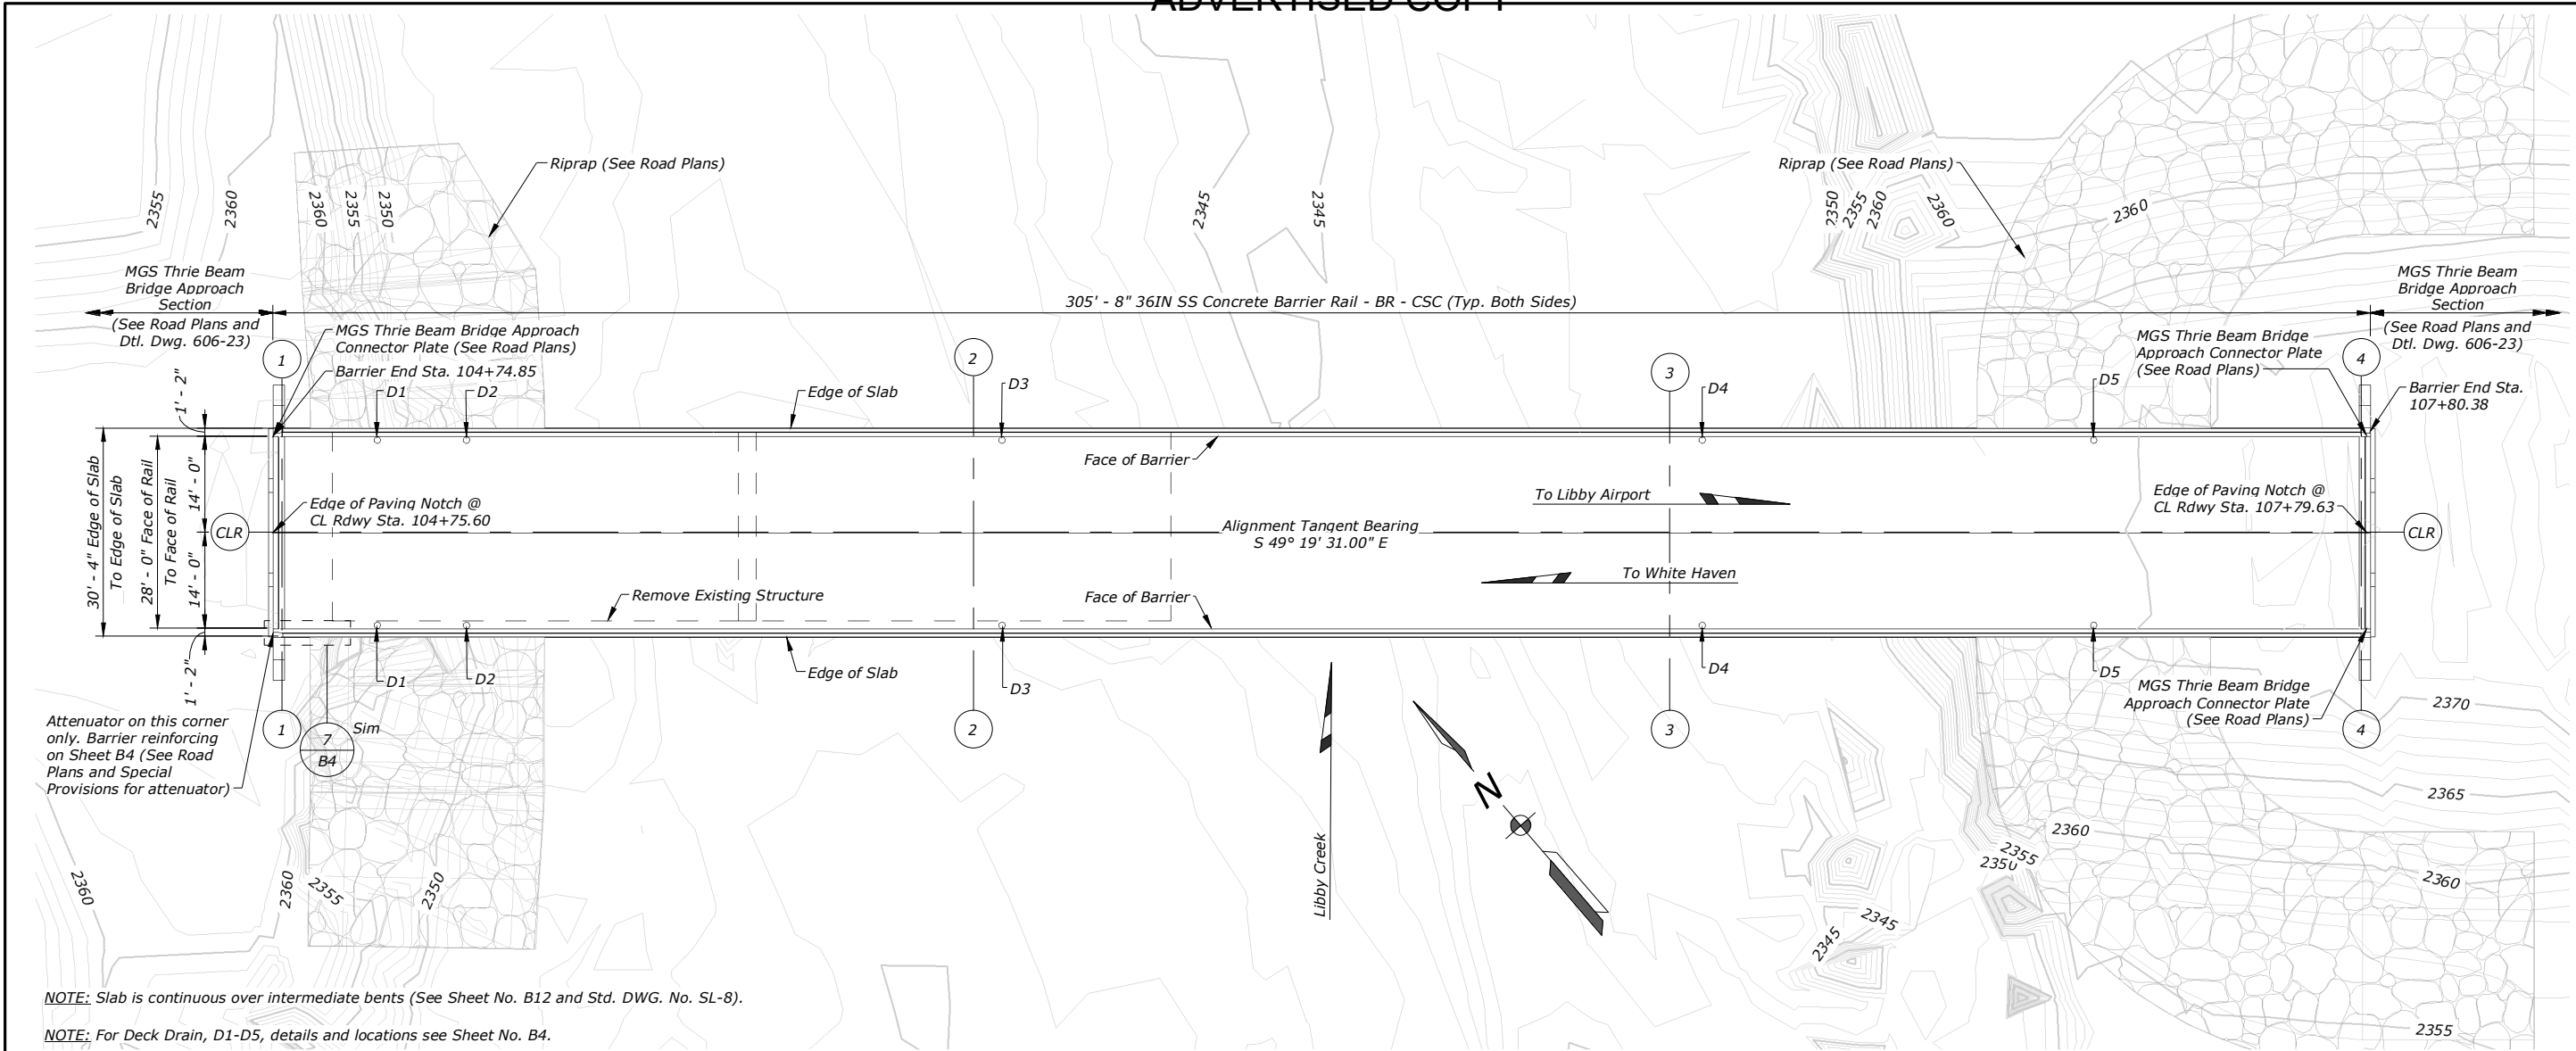 ADVERTISED COPY
Riprap (See Road Plans)
Riprap (See Road Plans)
2355
2360
2360
2355
2350
2345
2345
2350
2355
2360
2360
2360
MGS Thrie Beam
Bridge Approach
Section
(See Road Plans and
Dtl. Dwg. 606-23)
305' - 8" 36IN SS Concrete Barrier Rail - BR - CSC (Typ. Both Sides)
MGS Thrie Beam
Bridge Approach
Section
(See Road Plans and
Dtl. Dwg. 606-23)
MGS Thrie Beam Bridge Approach
Connector Plate (See Road Plans)
Barrier End Sta. 104+74.85
MGS Thrie Beam Bridge
Approach Connector Plate
(See Road Plans)
Barrier End Sta.
107+80.38
1
2
3
4
D1
D2
D3
D4
D5
Edge of Slab
Face of Barrier
1' - 2"
14' - 0"
14' - 0"
1' - 2"
30' - 4" Edge of Slab
To Edge of Slab
28' - 0" Face of Rail
To Face of Rail
CLR
Edge of Paving Notch @
CL Rdwy Sta. 104+75.60
To Libby Airport
Alignment Tangent Bearing
S 49° 19' 31.00" E
Edge of Paving Notch @
CL Rdwy Sta. 107+79.63
CLR
To White Haven
Remove Existing Structure
Face of Barrier
Edge of Slab
D1
D2
D3
D4
D5
1
2
3
4
Sim
7
B4
Attenuator on this corner
only. Barrier reinforcing
on Sheet B4 (See Road
Plans and Special
Provisions for attenuator)
MGS Thrie Beam Bridge
Approach Connector Plate
(See Road Plans)
Libby Creek
N
2370
2365
2360
2355
2350
2360
2345
2345
2355
2360
2360
2355
2350
NOTE: Slab is continuous over intermediate bents (See Sheet No. B12 and Std. DWG. No. SL-8).
NOTE: For Deck Drain, D1-D5, details and locations see Sheet No. B4.